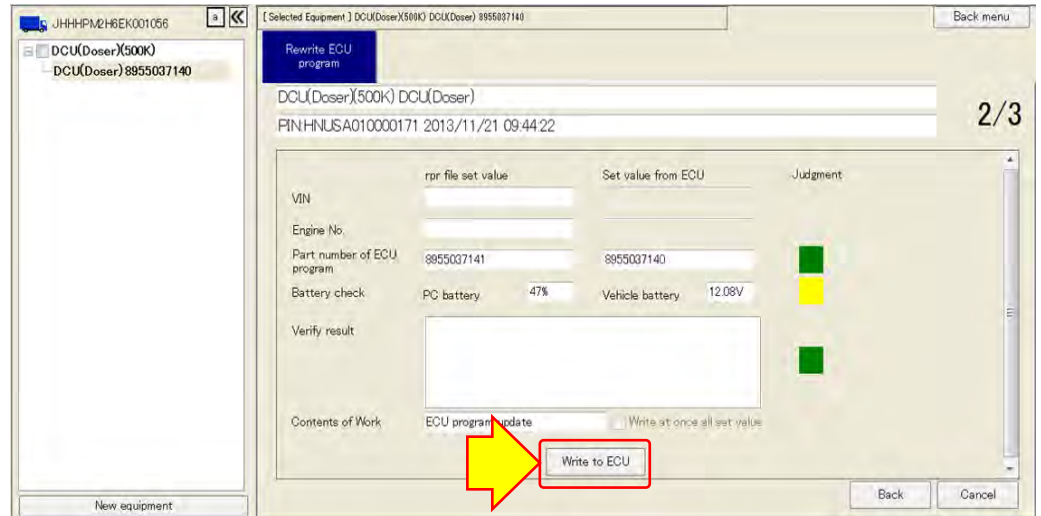 JHHHPM2H6EK001056
a
DCU(Doser)(500K)
DCU(Doser) 8955037140
New equipment
[ Selected Equipment ] DCU(Doser)(500K) DCU(Doser) 8955037140
Back menu
Rewrite ECU
program
DCU(Doser)(500K) DCU(Doser)
PIN:HNUSA010000171 2013/11/21 09:44:22
2/3
rpr file set value
Set value from ECU
Judgment
VIN
Engine No.
Part number of ECU
program
8955037141
8955037140
Battery check
PC battery
47%
Vehicle battery
12.08V
Verify result
Contents of Work
ECU program update
Write at once all set value
Write to ECU
Back
Cancel